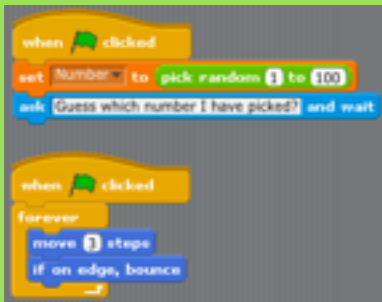 when clicked
set Number to pick random 1 to 100
ask Guess which number I have picked? and wait
when clicked
forever
move 3 steps
if on edge, bounce